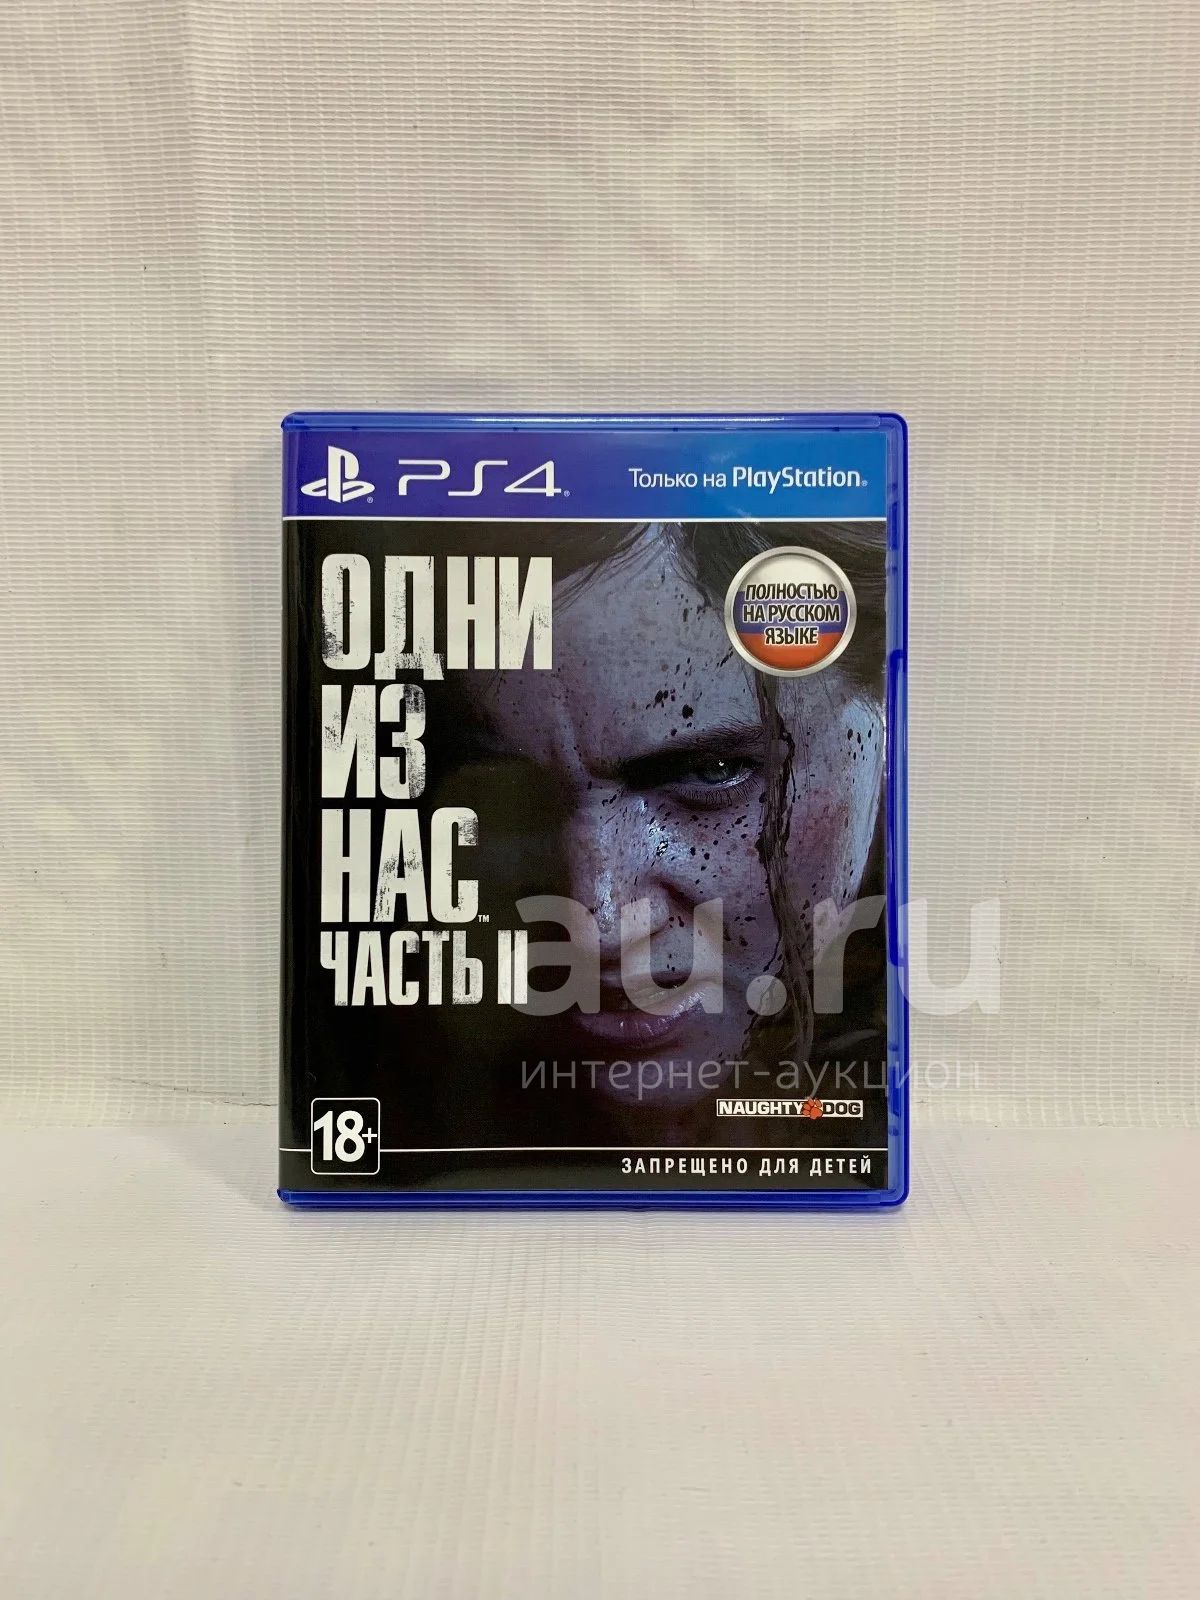 PS4
Только на PlayStation
ПОЛНОСТЬЮ
НА РУССКОМ
ЯЗЫКЕ
ОДНИ
ИЗ
НАС™
ЧАСТЬ II
au.ru
интернет-аукцион
NAUGHTY DOG
18+
ЗАПРЕЩЕНО ДЛЯ ДЕТЕЙ